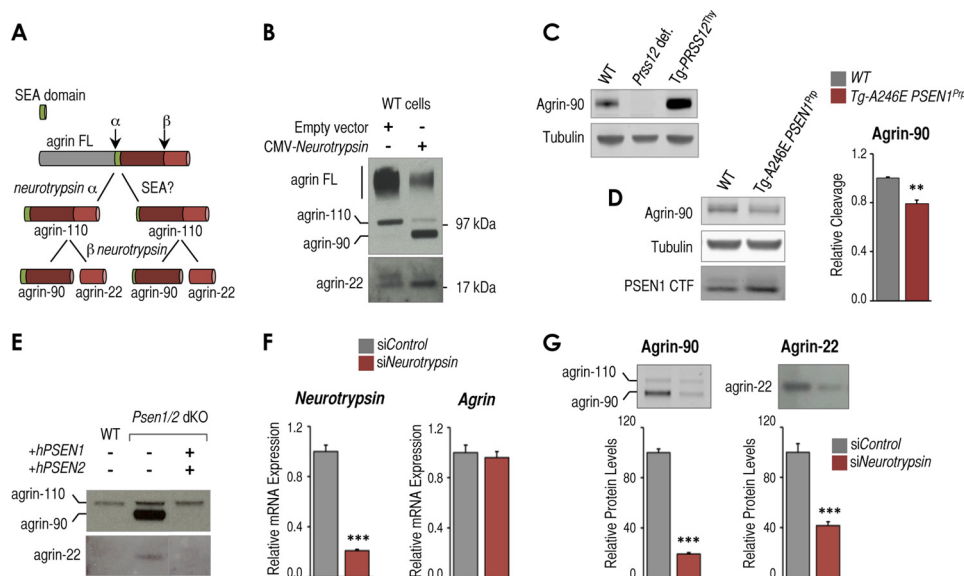 A
SEA domain
α
β
agrin FL
neurotrypsin α
SEA?
agrin-110
agrin-110
β neurotrypsin
agrin-90
agrin-22
agrin-90
agrin-22
B
WT cells
Empty vector
+
-
CMV-Neurotrypsin
-
+
agrin FL
agrin-110
agrin-90
97 kDa
agrin-22
17 kDa
C
WT
Prss12 def.
Tg-PRSS12Thy
Agrin-90
Tubulin
D
WT
Tg-A246E PSEN1Prp
Agrin-90
Tubulin
PSEN1 CTF
WT
Tg-A246E PSEN1Prp
Agrin-90
Relative Cleavage
1.2
0.8
0.4
0.0
**
E
Psen1/2 dKO
WT
+hPSEN1
-
-
+
+hPSEN2
-
-
+
agrin-110
agrin-90
agrin-22
F
siControl
siNeurotrypsin
Neurotrypsin
Relative mRNA Expression
1.2
0.8
0.4
0.0
***
Agrin
Relative mRNA Expression
1.2
0.8
0.4
0.0
G
Agrin-90
agrin-110
agrin-90
Relative Protein Levels
120
80
40
0
***
Agrin-22
agrin-22
Relative Protein Levels
120
80
40
0
***
siControl
siNeurotrypsin